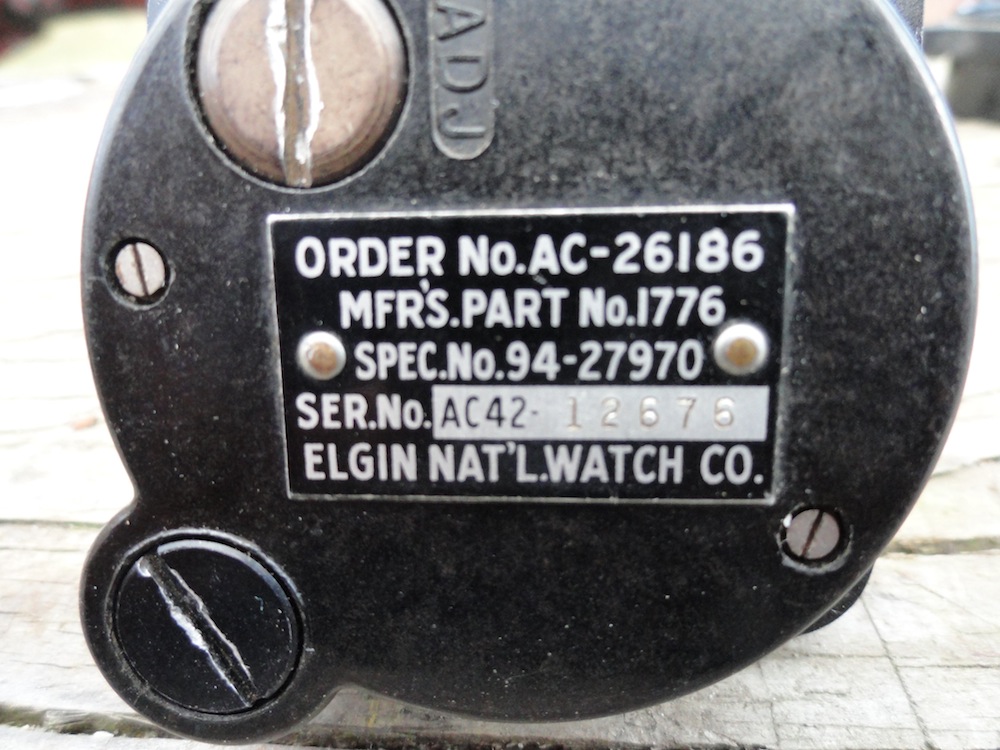 ADJ
ORDER No.AC-26186
MFR'S.PART No.1776
SPEC.No.94-27970
SER.No. AC42- 12676
ELGIN NAT'L.WATCH CO.